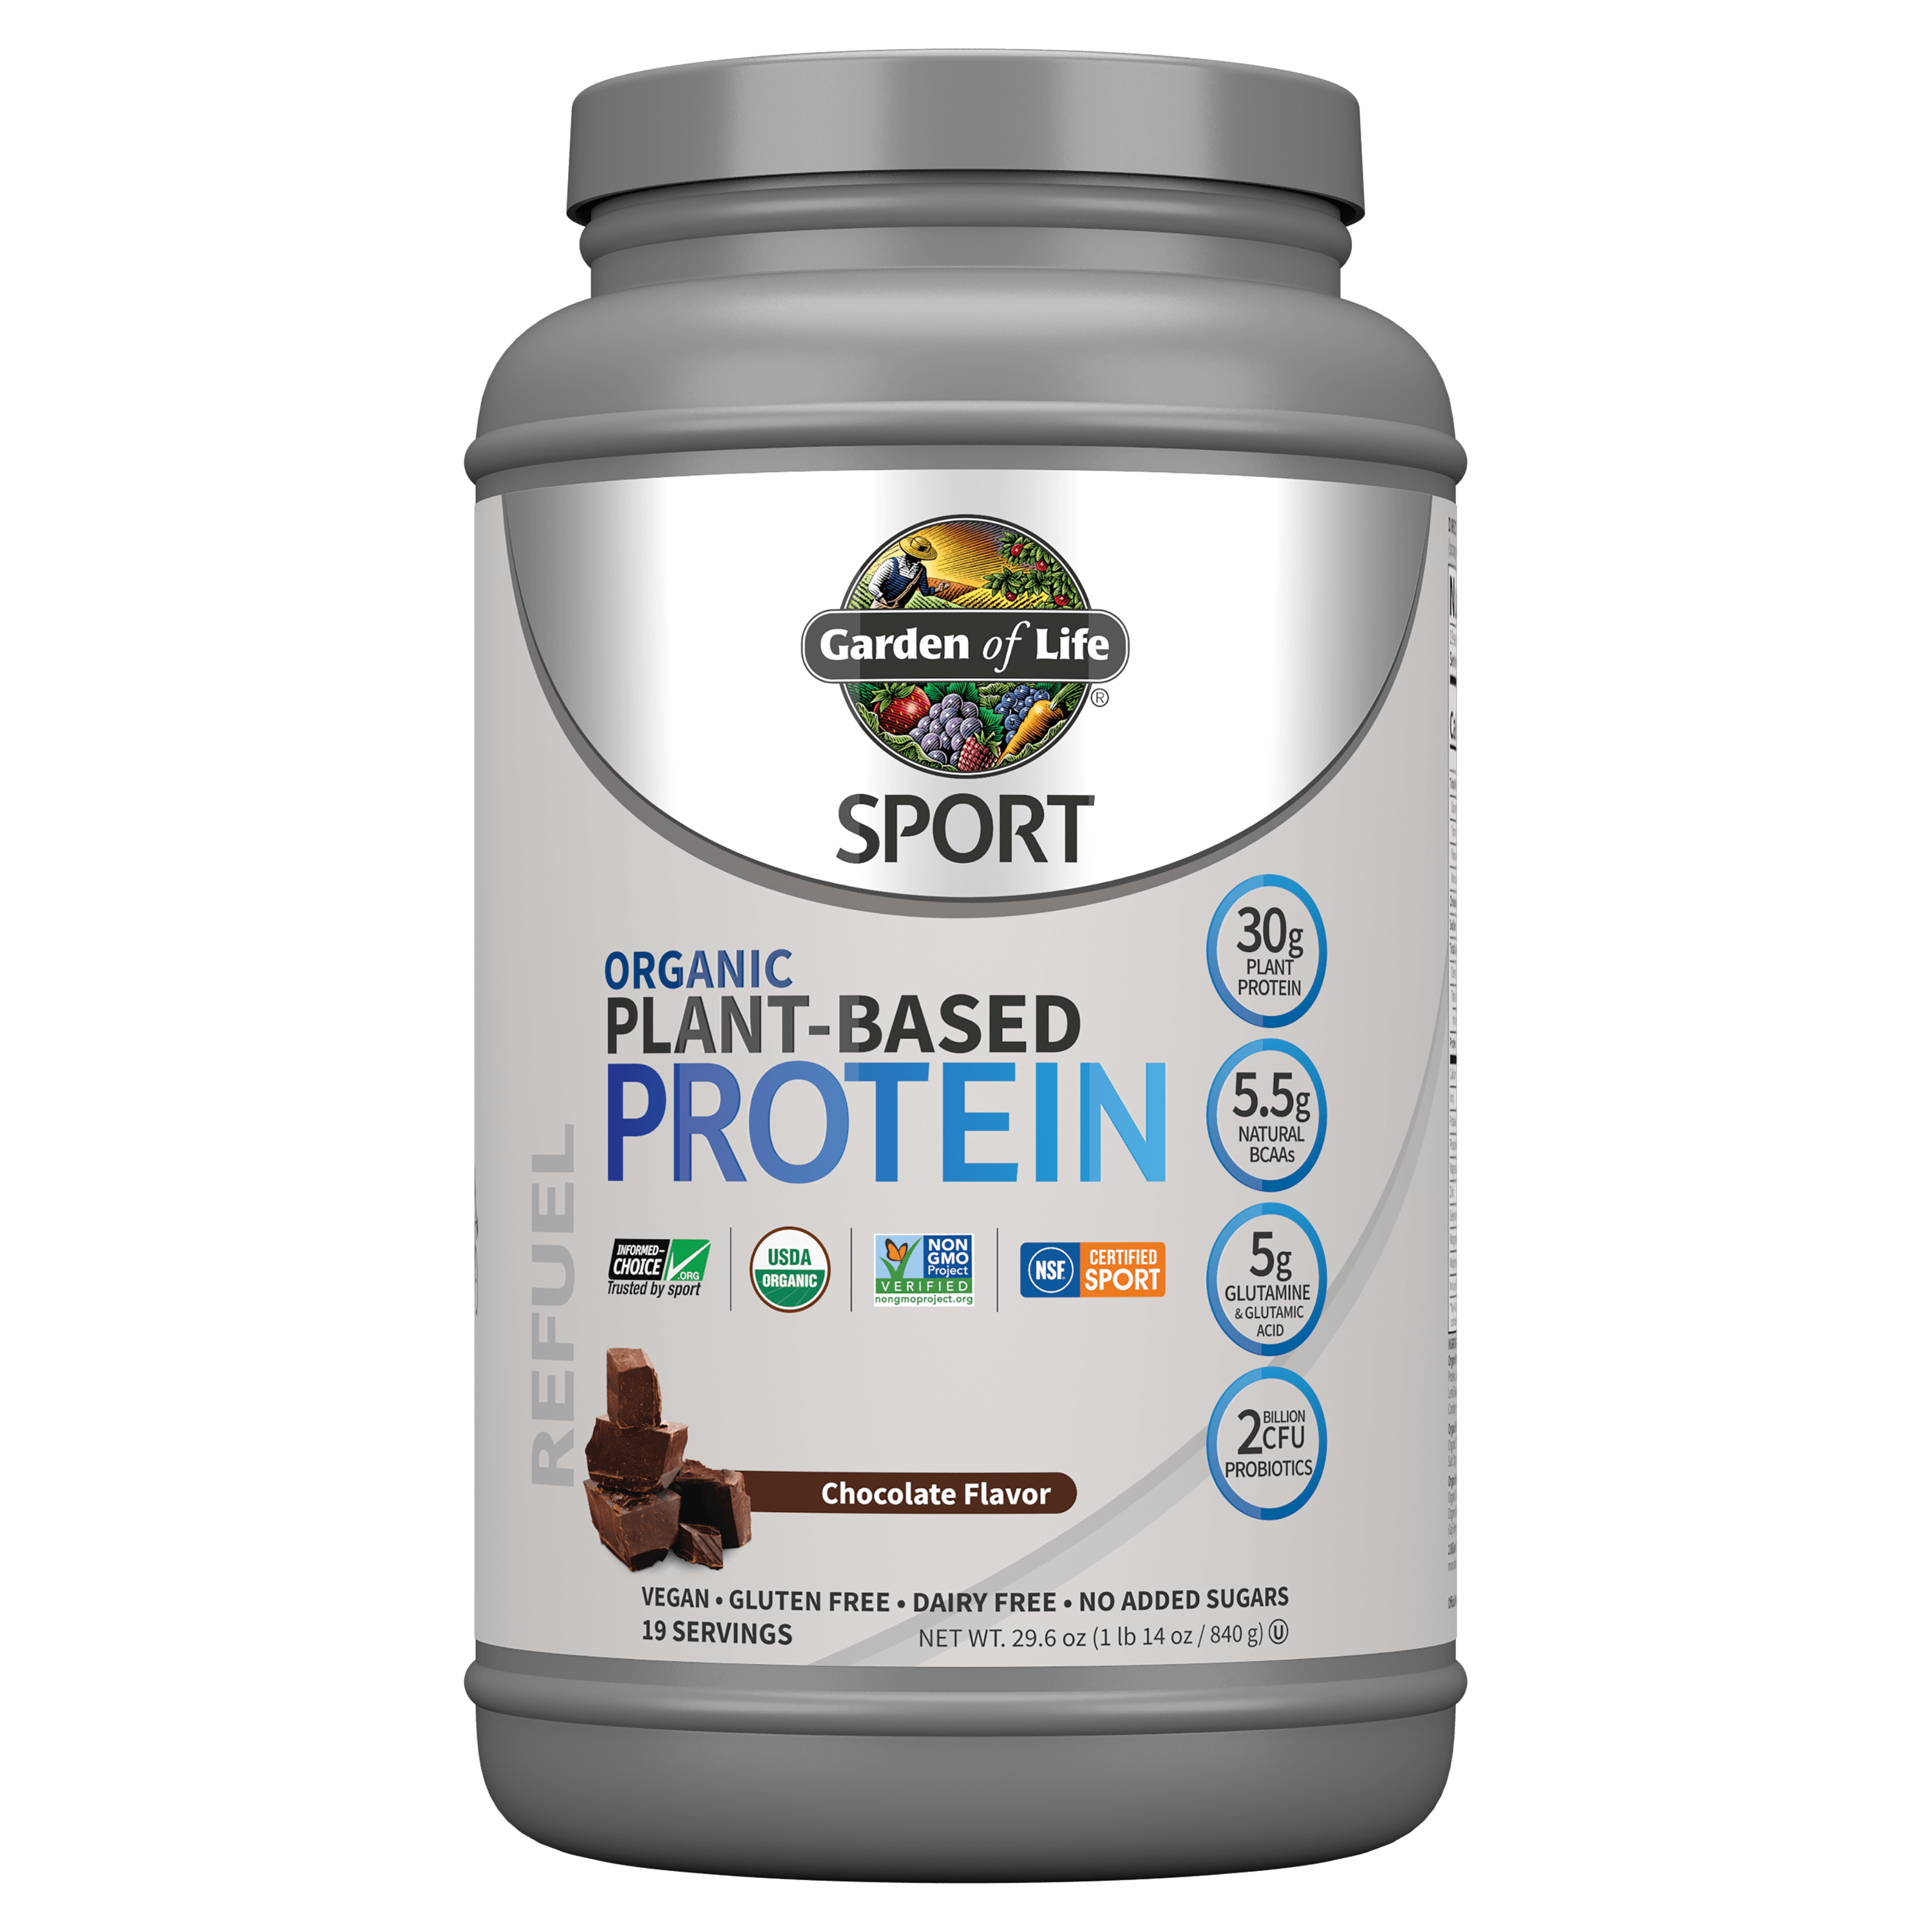 Garden of Life
®
SPORT
ORGANIC
PLANT-BASED
PROTEIN
REFUEL
30g
PLANT
PROTEIN
5.5g
NATURAL
BCAAs
5g
GLUTAMINE
& GLUTAMIC
ACID
2 BILLION
CFU
PROBIOTICS
INFORMED-
CHOICE
.ORG
Trusted by sport
USDA
ORGANIC
NON
GMO
Project
VERIFIED
nongmoproject.org
NSF
CERTIFIED
SPORT
Chocolate Flavor
VEGAN • GLUTEN FREE • DAIRY FREE • NO ADDED SUGARS
19 SERVINGS
NET WT. 29.6 oz (1 lb 14 oz / 840 g) U